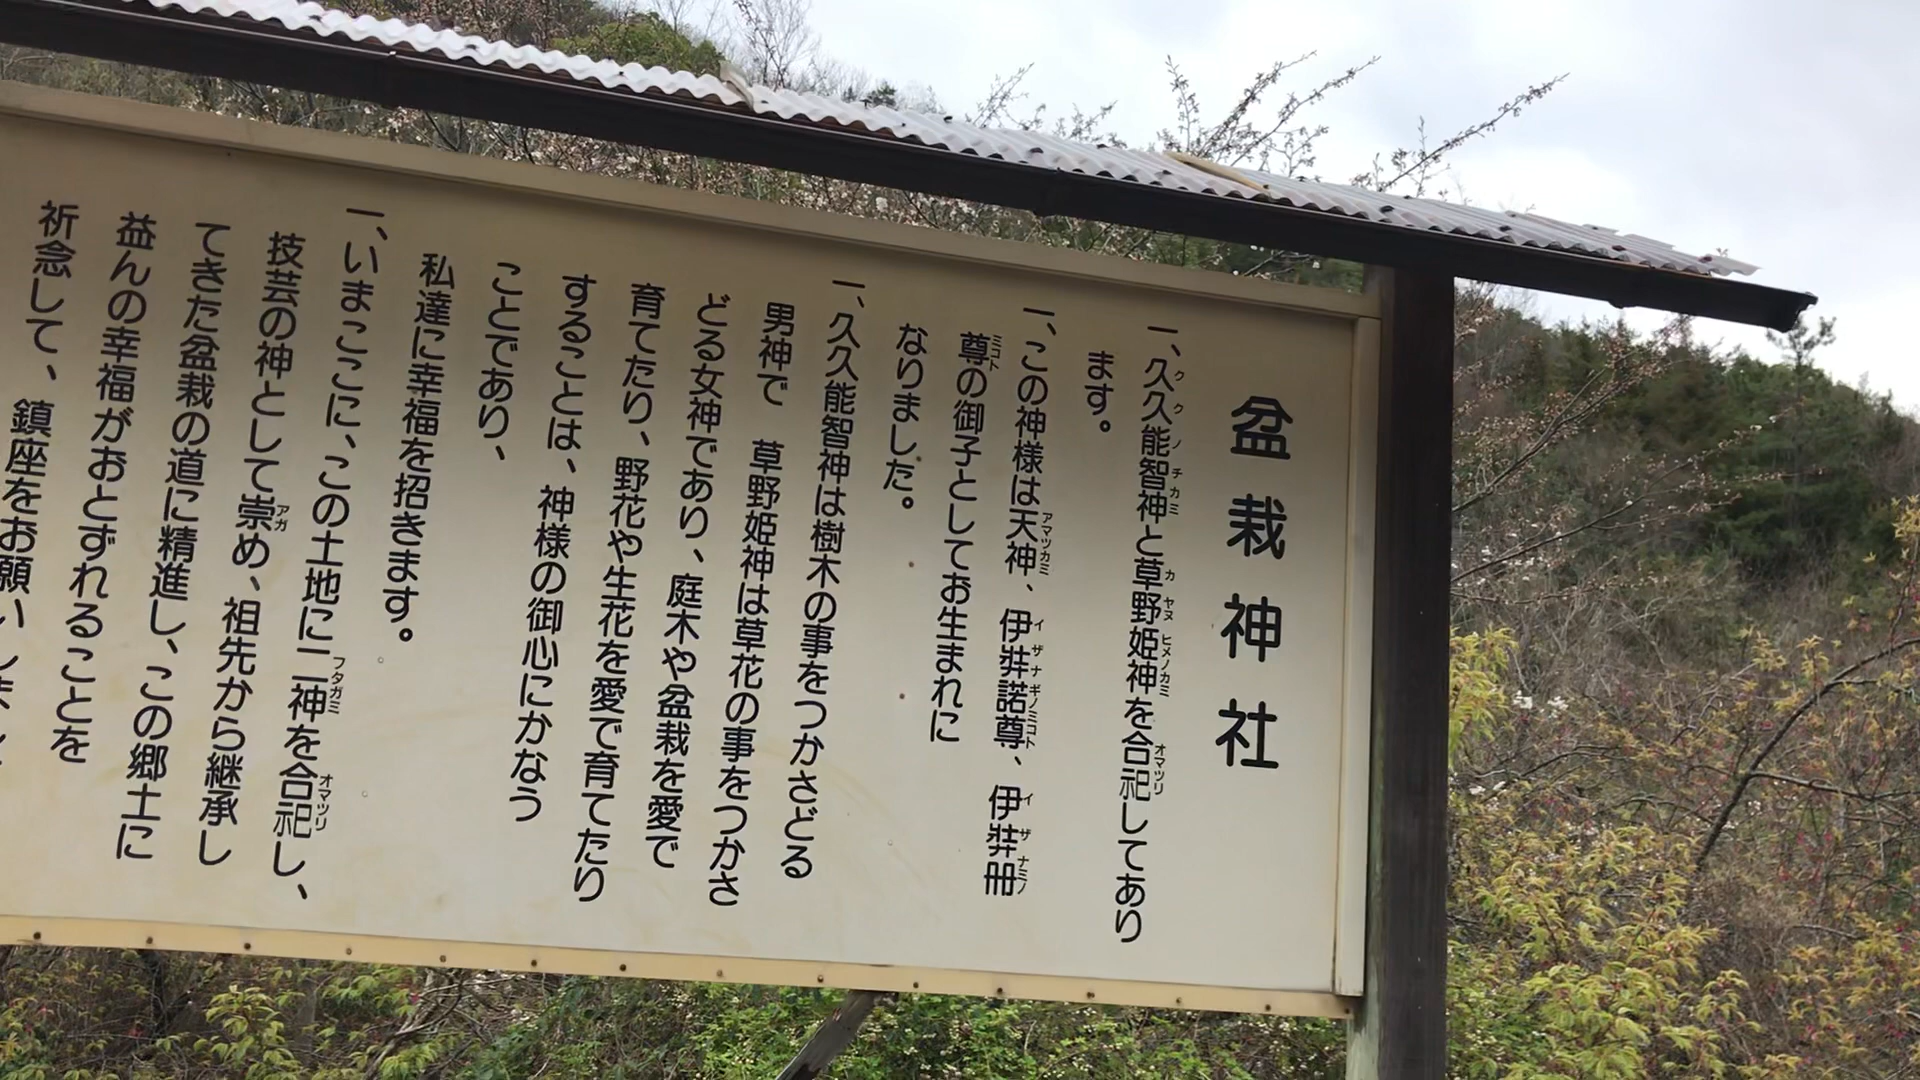 盆栽神社
一、久久能智神と草野姫神を合祀してあり
ます。
一、この神様は天神、伊弉諾尊、伊弉册
尊の御子としてお生まれに
なりました。
一、久久能智神は樹木の事をつかさどる
男神で　草野姫神は草花の事をつかさ
どる女神であり、庭木や盆栽を愛で
育てたり、野花や生花を愛で育てたり
することは、神様の御心にかなう
ことであり、
私達に幸福を招きます。
一、いまここに、この土地に二神を合祀し、
技芸の神として崇め、祖先から継承し
てきた盆栽の道に精進し、この郷土に
益んの幸福がおとずれることを
祈念して、鎮座をお願いしまし